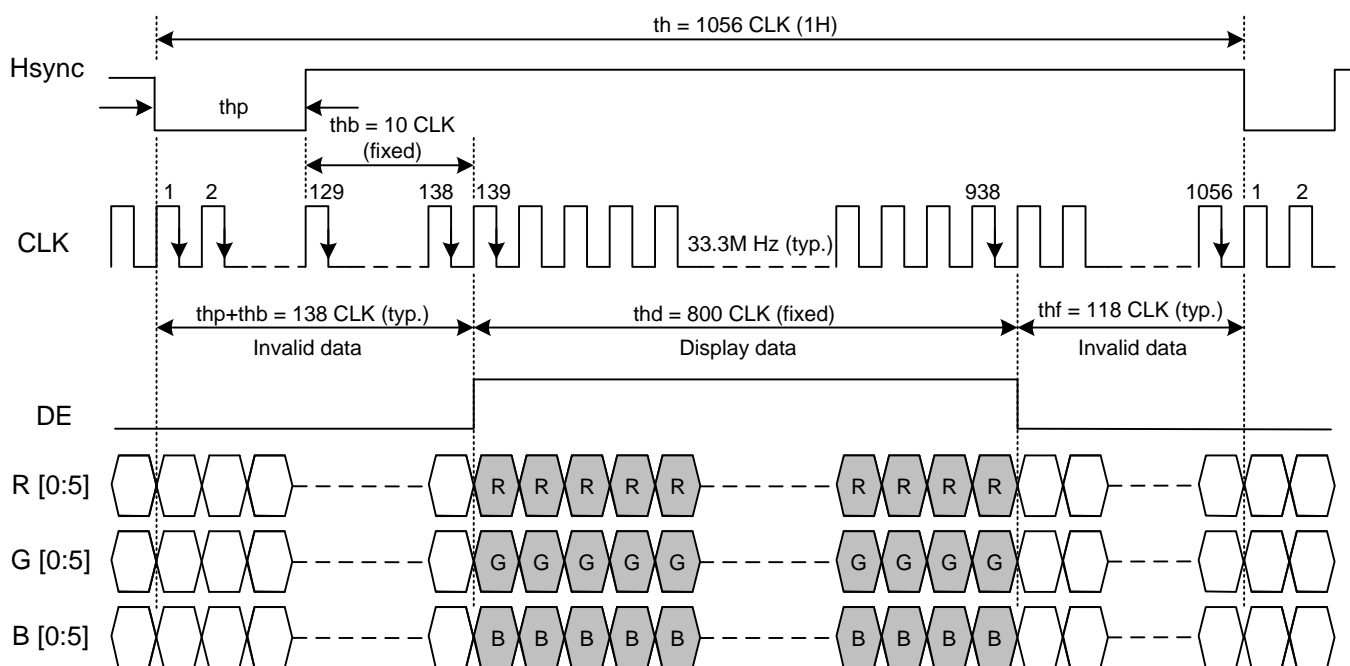 th = 1056 CLK (1H)
Hsync
thp
thb = 10 CLK
(fixed)
1 2 129 138 139 938 1056 1 2
CLK
33.3M Hz (typ.)
thp+thb = 138 CLK (typ.) thd = 800 CLK (fixed) thf = 118 CLK (typ.)
Invalid data Display data Invalid data
DE
R [0:5] R R R R R R R R R
G [0:5] G G G G G G G G G
B [0:5] B B B B B B B B B